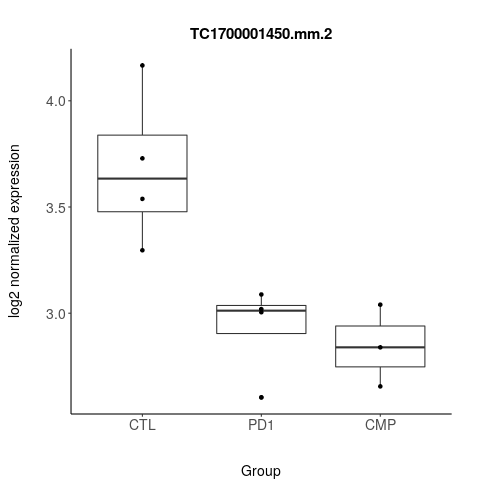 TC1700001450.mm.2
log2 normalized expression
4.0
3.5
3.0
CTL PD1 CMP
Group